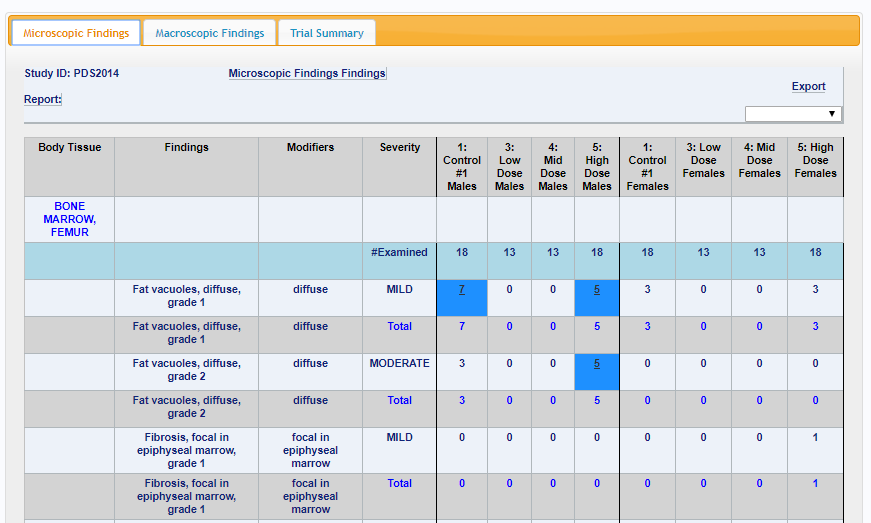 Microscopic Findings Macroscopic Findings Trial Summary
Study ID: PDS2014 Microscopic Findings Findings
Export
Report:
Body Tissue Findings Modifiers Severity 1: Control #1 Males 3: Low Dose Males 4: Mid Dose Males 5: High Dose Males 1: Control #1 Females 3: Low Dose Females 4: Mid Dose Females 5: High Dose Females
BONE MARROW, FEMUR
#Examined 18 13 13 18 18 13 13 18
Fat vacuoles, diffuse, grade 1 diffuse MILD 7 0 0 5 3 0 0 3
Fat vacuoles, diffuse, grade 1 diffuse Total 7 0 0 5 3 0 0 3
Fat vacuoles, diffuse, grade 2 diffuse MODERATE 3 0 0 5 0 0 0 0
Fat vacuoles, diffuse, grade 2 diffuse Total 3 0 0 5 0 0 0 0
Fibrosis, focal in epiphyseal marrow, grade 1 focal in epiphyseal marrow MILD 0 0 0 0 0 0 0 1
Fibrosis, focal in epiphyseal marrow, grade 1 focal in epiphyseal marrow Total 0 0 0 0 0 0 0 1